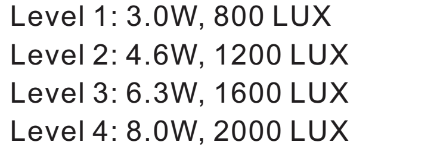 Level 1: 3.0W, 800 LUX
Level 2: 4.6W, 1200 LUX
Level 3: 6.3W, 1600 LUX
Level 4: 8.0W, 2000 LUX